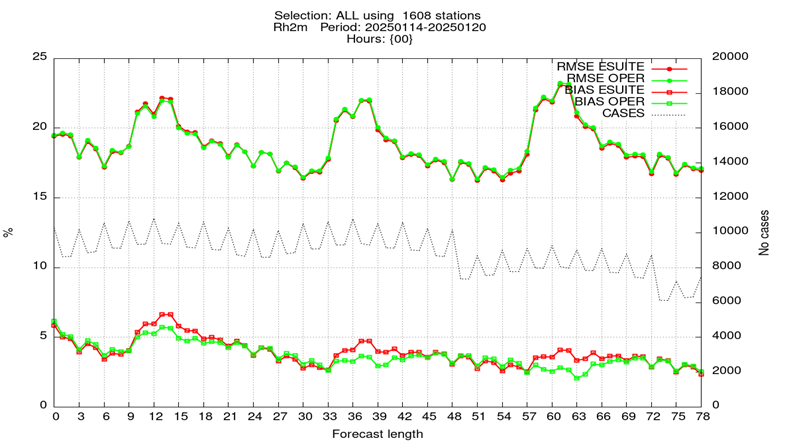 Selection: ALL using  1608 stations
Rh2m   Period: 20250114-20250120
Hours: {00}
25
20
15
10
5
0
%
20000
18000
16000
14000
12000
10000
8000
6000
4000
2000
0
No cases
RMSE ESUITE
RMSE OPER
BIAS ESUITE
BIAS OPER
CASES
0 3 6 9 12 15 18 21 24 27 30 33 36 39 42 45 48 51 54 57 60 63 66 69 72 75 78
Forecast length